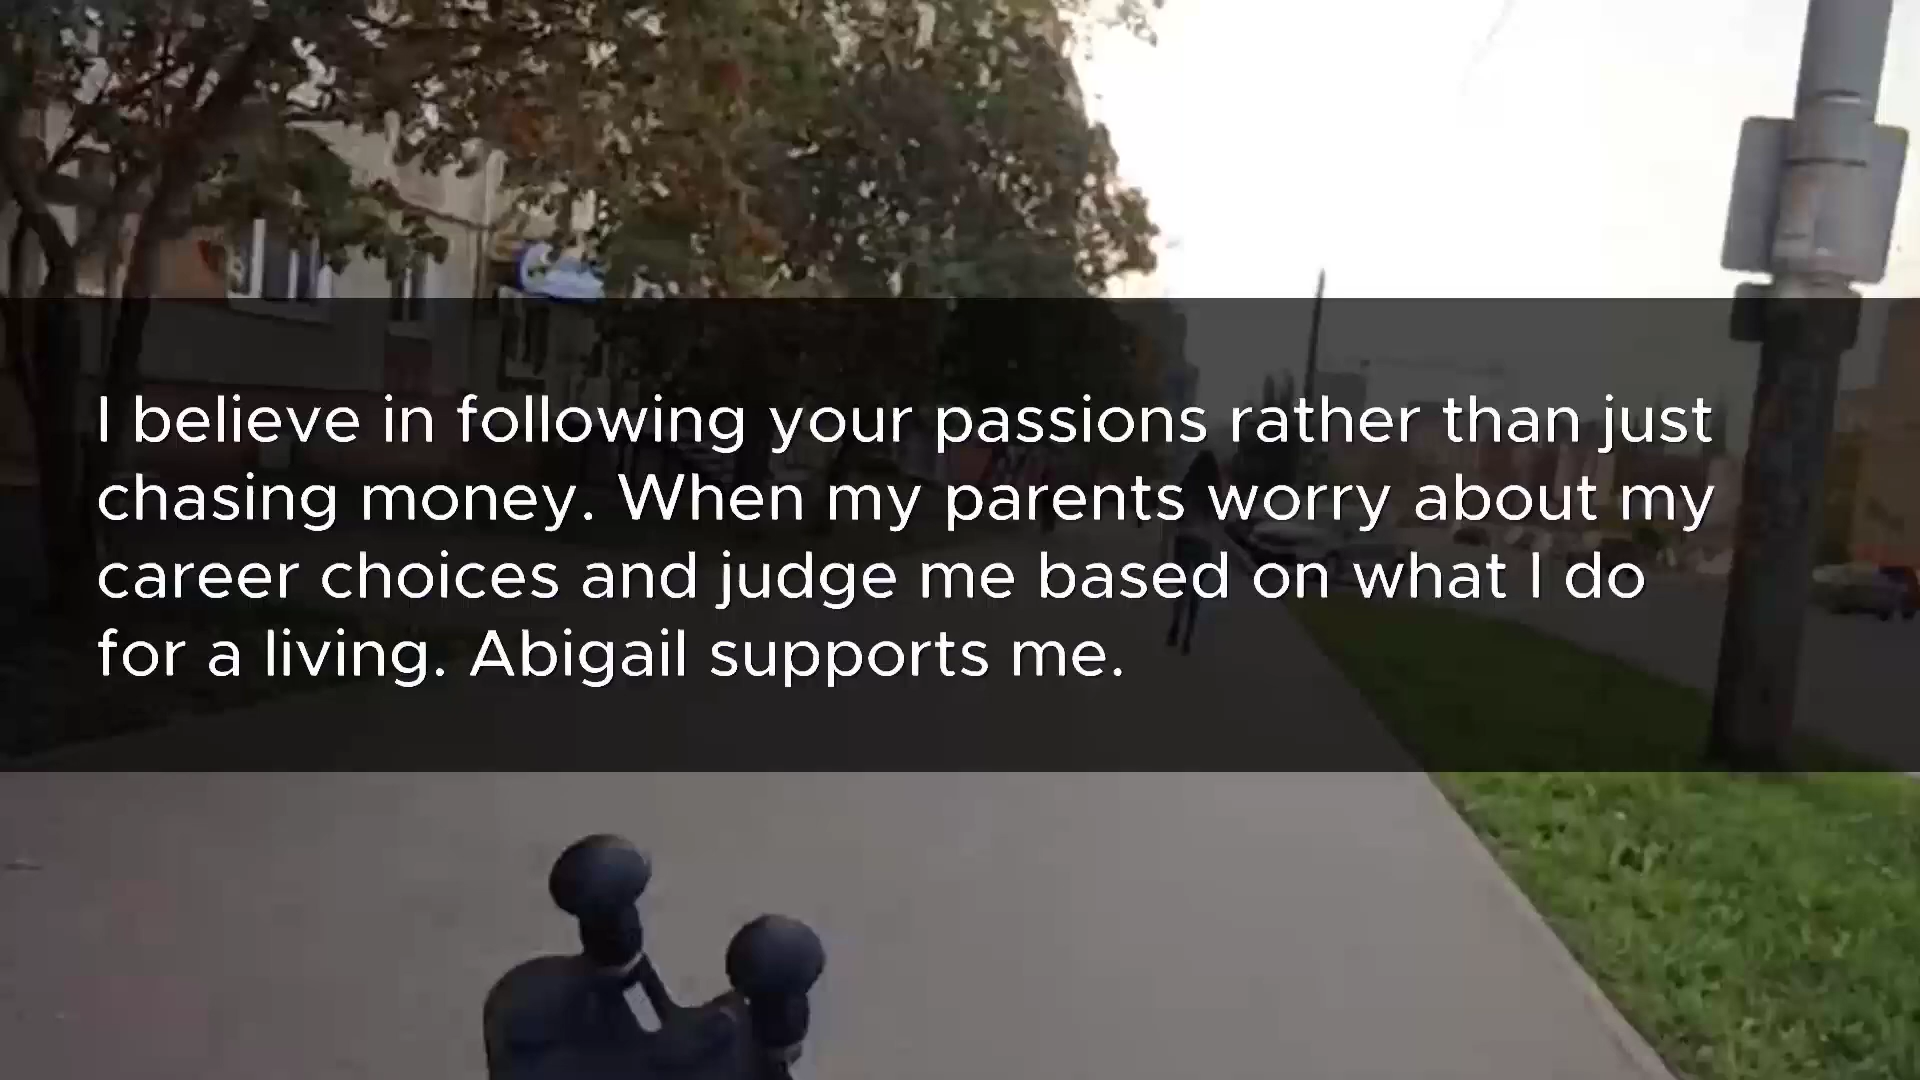 I believe in following your passions rather than just
chasing money. When my parents worry about my
career choices and judge me based on what I do
for a living. Abigail supports me.